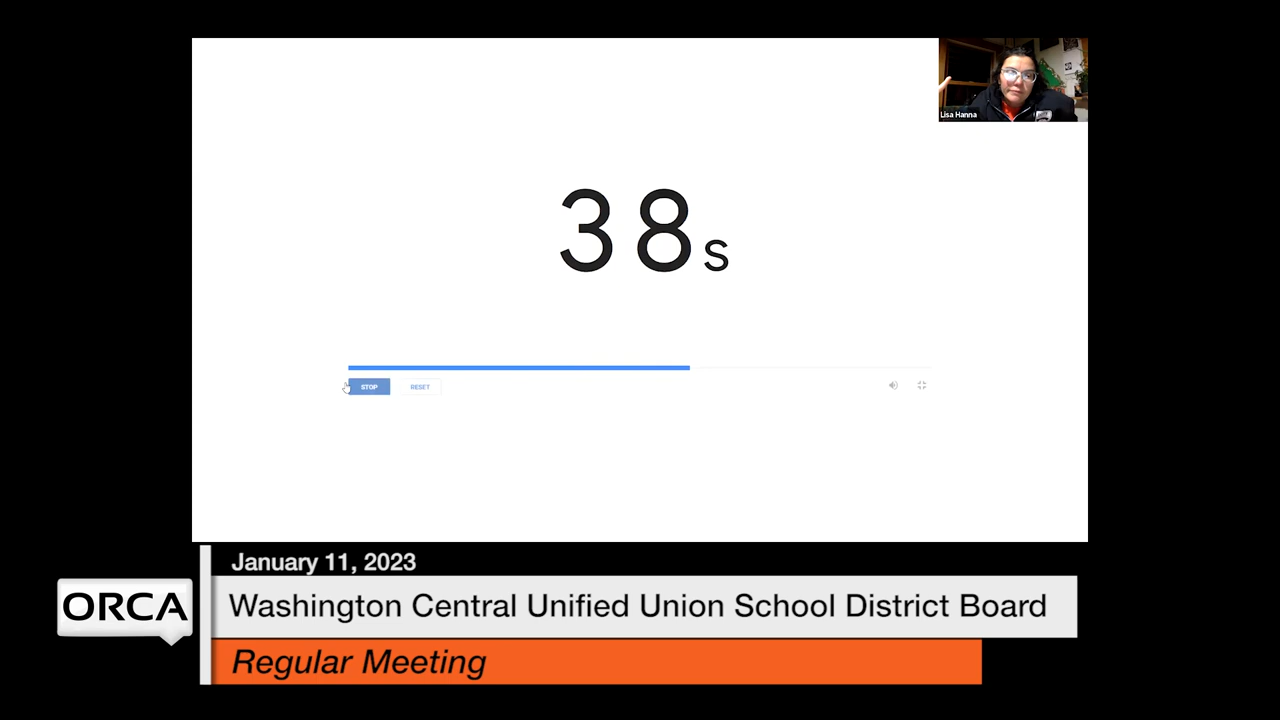 Lisa Hanna
38s
STOP
RESET
January 11, 2023
ORCA
Washington Central Unified Union School District Board
Regular Meeting